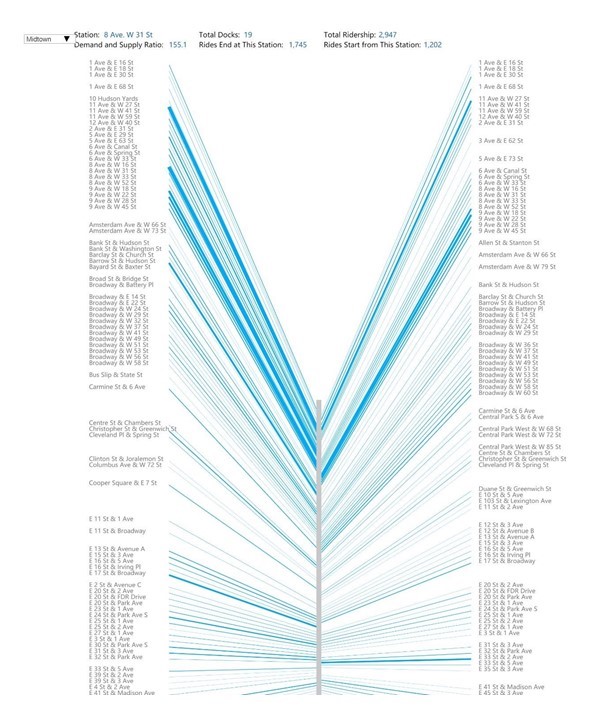 Midtown
Station: 8 Ave. W 31 St
Total Docks: 19
Total Ridership: 2,947
Demand and Supply Ratio: 155.1
Rides End at This Station: 1,745
Rides Start from This Station: 1,202
1 Ave & E 16 St
1 Ave & E 18 St
1 Ave & E 30 St
1 Ave & E 68 St
10 Hudson Yards
11 Ave & W 27 St
11 Ave & W 41 St
11 Ave & W 59 St
12 Ave & W 40 St
2 Ave & E 31 St
5 Ave & E 29 St
5 Ave & E 63 St
6 Ave & Canal St
6 Ave & Spring St
6 Ave & W 33 St
8 Ave & W 16 St
8 Ave & W 31 St
8 Ave & W 33 St
8 Ave & W 52 St
9 Ave & W 18 St
9 Ave & W 22 St
9 Ave & W 28 St
9 Ave & W 45 St
Amsterdam Ave & W 66 St
Amsterdam Ave & W 73 St
Bank St & Hudson St
Bank St & Washington St
Barclay St & Church St
Barrow St & Hudson St
Bayard St & Baxter St
Broad St & Bridge St
Broadway & Battery Pl
Broadway & E 14 St
Broadway & E 22 St
Broadway & W 24 St
Broadway & W 29 St
Broadway & W 32 St
Broadway & W 37 St
Broadway & W 41 St
Broadway & W 49 St
Broadway & W 51 St
Broadway & W 53 St
Broadway & W 56 St
Broadway & W 58 St
Bus Slip & State St
Carmine St & 6 Ave
Centre St & Chambers St
Christopher St & Greenwich St
Cleveland Pl & Spring St
Clinton St & Joralemon St
Columbus Ave & W 72 St
Cooper Square & E 7 St
E 11 St & 1 Ave
E 11 St & Broadway
E 13 St & Avenue A
E 15 St & 3 Ave
E 16 St & 5 Ave
E 16 St & Irving Pl
E 17 St & Broadway
E 2 St & Avenue C
E 20 St & 2 Ave
E 20 St & FDR Drive
E 20 St & Park Ave
E 23 St & 1 Ave
E 24 St & Park Ave S
E 25 St & 1 Ave
E 25 St & 2 Ave
E 27 St & 1 Ave
E 3 St & 1 Ave
E 30 St & Park Ave S
E 31 St & 3 Ave
E 32 St & Park Ave
E 33 St & 5 Ave
E 39 St & 2 Ave
E 39 St & 3 Ave
E 4 St & 2 Ave
E 41 St & Madison Ave
1 Ave & E 16 St
1 Ave & E 18 St
1 Ave & E 30 St
1 Ave & E 68 St
11 Ave & W 27 St
11 Ave & W 41 St
11 Ave & W 59 St
12 Ave & W 40 St
2 Ave & E 31 St
3 Ave & E 62 St
5 Ave & E 73 St
6 Ave & Canal St
6 Ave & Spring St
6 Ave & W 33 St
8 Ave & W 16 St
8 Ave & W 31 St
8 Ave & W 33 St
8 Ave & W 52 St
9 Ave & W 18 St
9 Ave & W 22 St
9 Ave & W 28 St
9 Ave & W 45 St
Allen St & Stanton St
Amsterdam Ave & W 66 St
Amsterdam Ave & W 79 St
Bank St & Hudson St
Barclay St & Church St
Barrow St & Hudson St
Broadway & Battery Pl
Broadway & E 14 St
Broadway & E 22 St
Broadway & W 24 St
Broadway & W 29 St
Broadway & W 36 St
Broadway & W 37 St
Broadway & W 41 St
Broadway & W 49 St
Broadway & W 51 St
Broadway & W 53 St
Broadway & W 56 St
Broadway & W 58 St
Broadway & W 60 St
Carmine St & 6 Ave
Central Park S & 6 Ave
Central Park West & W 68 St
Central Park West & W 72 St
Central Park West & W 85 St
Centre St & Chambers St
Christopher St & Greenwich St
Cleveland Pl & Spring St
Duane St & Greenwich St
E 10 St & 5 Ave
E 103 St & Lexington Ave
E 11 St & 2 Ave
E 12 St & 3 Ave
E 12 St & Avenue B
E 13 St & Avenue A
E 15 St & 3 Ave
E 16 St & 5 Ave
E 16 St & Irving Pl
E 17 St & Broadway
E 20 St & 2 Ave
E 20 St & FDR Drive
E 20 St & Park Ave
E 23 St & 1 Ave
E 24 St & Park Ave S
E 25 St & 1 Ave
E 25 St & 2 Ave
E 27 St & 1 Ave
E 3 St & 1 Ave
E 31 St & 3 Ave
E 32 St & Park Ave
E 33 St & 2 Ave
E 33 St & 5 Ave
E 35 St & 3 Ave
E 41 St & Madison Ave
E 45 St & 3 Ave